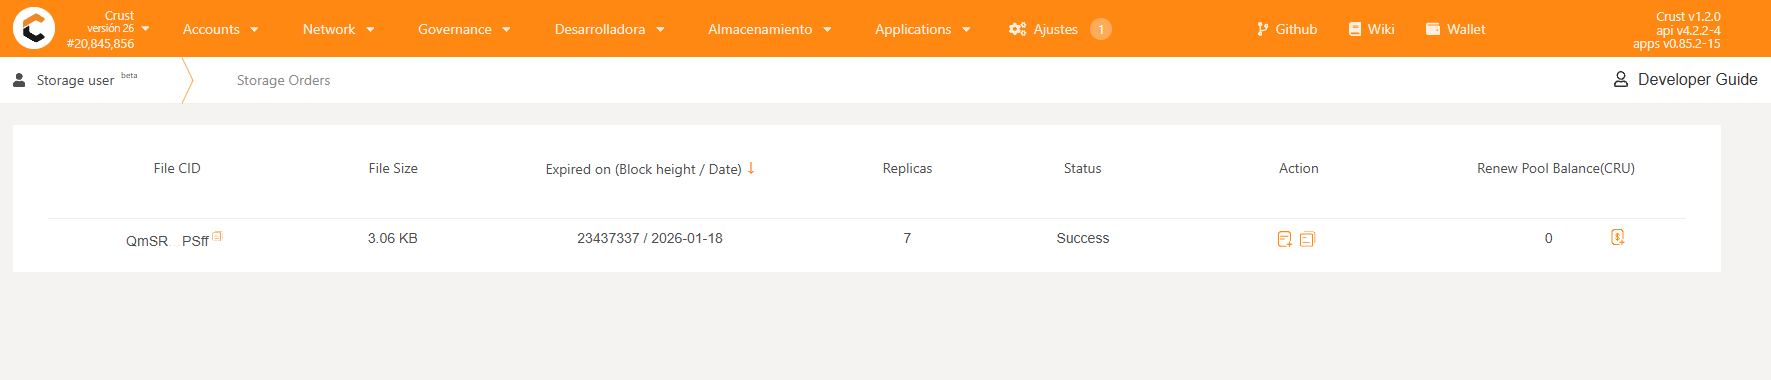 Crust
versión 26
#20,845,856
Accounts
Network
Governance
Desarrolladora
Almacenamiento
Applications
Ajustes 1
Github
Wiki
Wallet
Crust v1.2.0
api v4.2.2-4
apps v0.85.2-15
Storage user beta
Storage Orders
Developer Guide
File CID File Size Expired on (Block height / Date) ↓ Replicas Status Action Renew Pool Balance(CRU)
QmSR PSff 3.06 KB 23437337 / 2026-01-18 7 Success 0